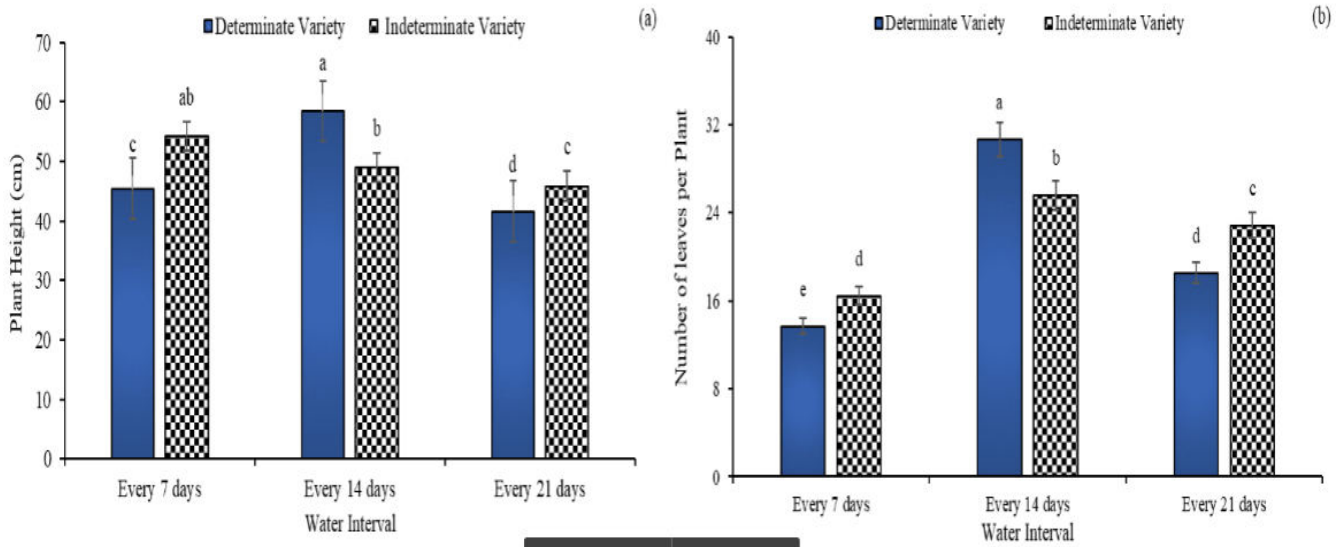 Determinate Variety Indeterminate Variety (a)
Plant Height (cm)
70
60
50
40
30
20
10
0
c ab a b d c
Every 7 days Every 14 days Every 21 days
Water Interval
Determinate Variety Indeterminate Variety (b)
Number of leaves per Plant
40
32
24
16
8
0
e d a b d c
Every 7 days Every 14 days Every 21 days
Water Interval